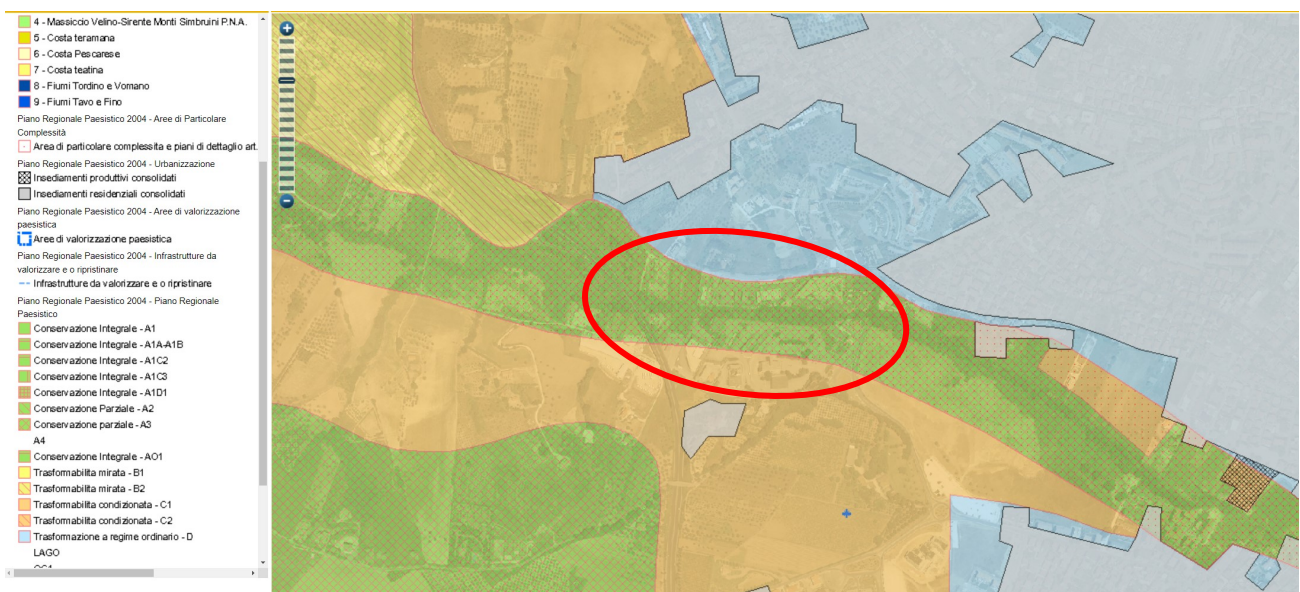 4 - Massiccio Velino-Sirente Monti Simbruini P.N.A.
5 - Costa teramana
6 - Costa Pescarese
7 - Costa teatina
8 - Fiumi Tordino e Vomano
9 - Fiumi Tavo e Fino
Piano Regionale Paesistico 2004 - Aree di Particolare
Complessità
Area di particolare complessita e piani di dettaglio art.
Piano Regionale Paesistico 2004 - Urbanizzazione
Insediamenti produttivi consolidati
Insediamenti residenziali consolidati
Piano Regionale Paesistico 2004 - Aree di valorizzazione
paesistica
Aree di valorizzazione paesistica
Piano Regionale Paesistico 2004 - Infrastrutture da
valorizzare e o ripristinare
Infrastrutture da valorizzare e o ripristinare
Piano Regionale Paesistico 2004 - Piano Regionale
Paesistico
Conservazione Integrale - A1
Conservazione Integrale - A1A-A1B
Conservazione Integrale - A1C2
Conservazione Integrale - A1C3
Conservazione Integrale - A1D1
Conservazione Parziale - A2
Conservazione parziale - A3
A4
Conservazione Integrale - AO1
Trasformabilita mirata - B1
Trasformabilita mirata - B2
Trasformabilita condizionata - C1
Trasformabilita condizionata - C2
Trasformazione a regime ordinario - D
LAGO